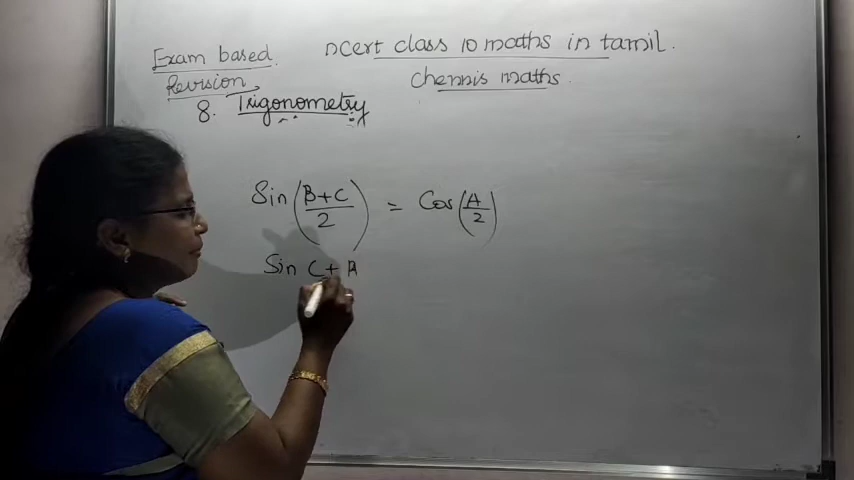 Exam based
Revision
ncert class 10 maths in tamil.
chennis maths
8. Trigonometry
Sin (B+C/2) = Cos (A/2)
Sin C+A